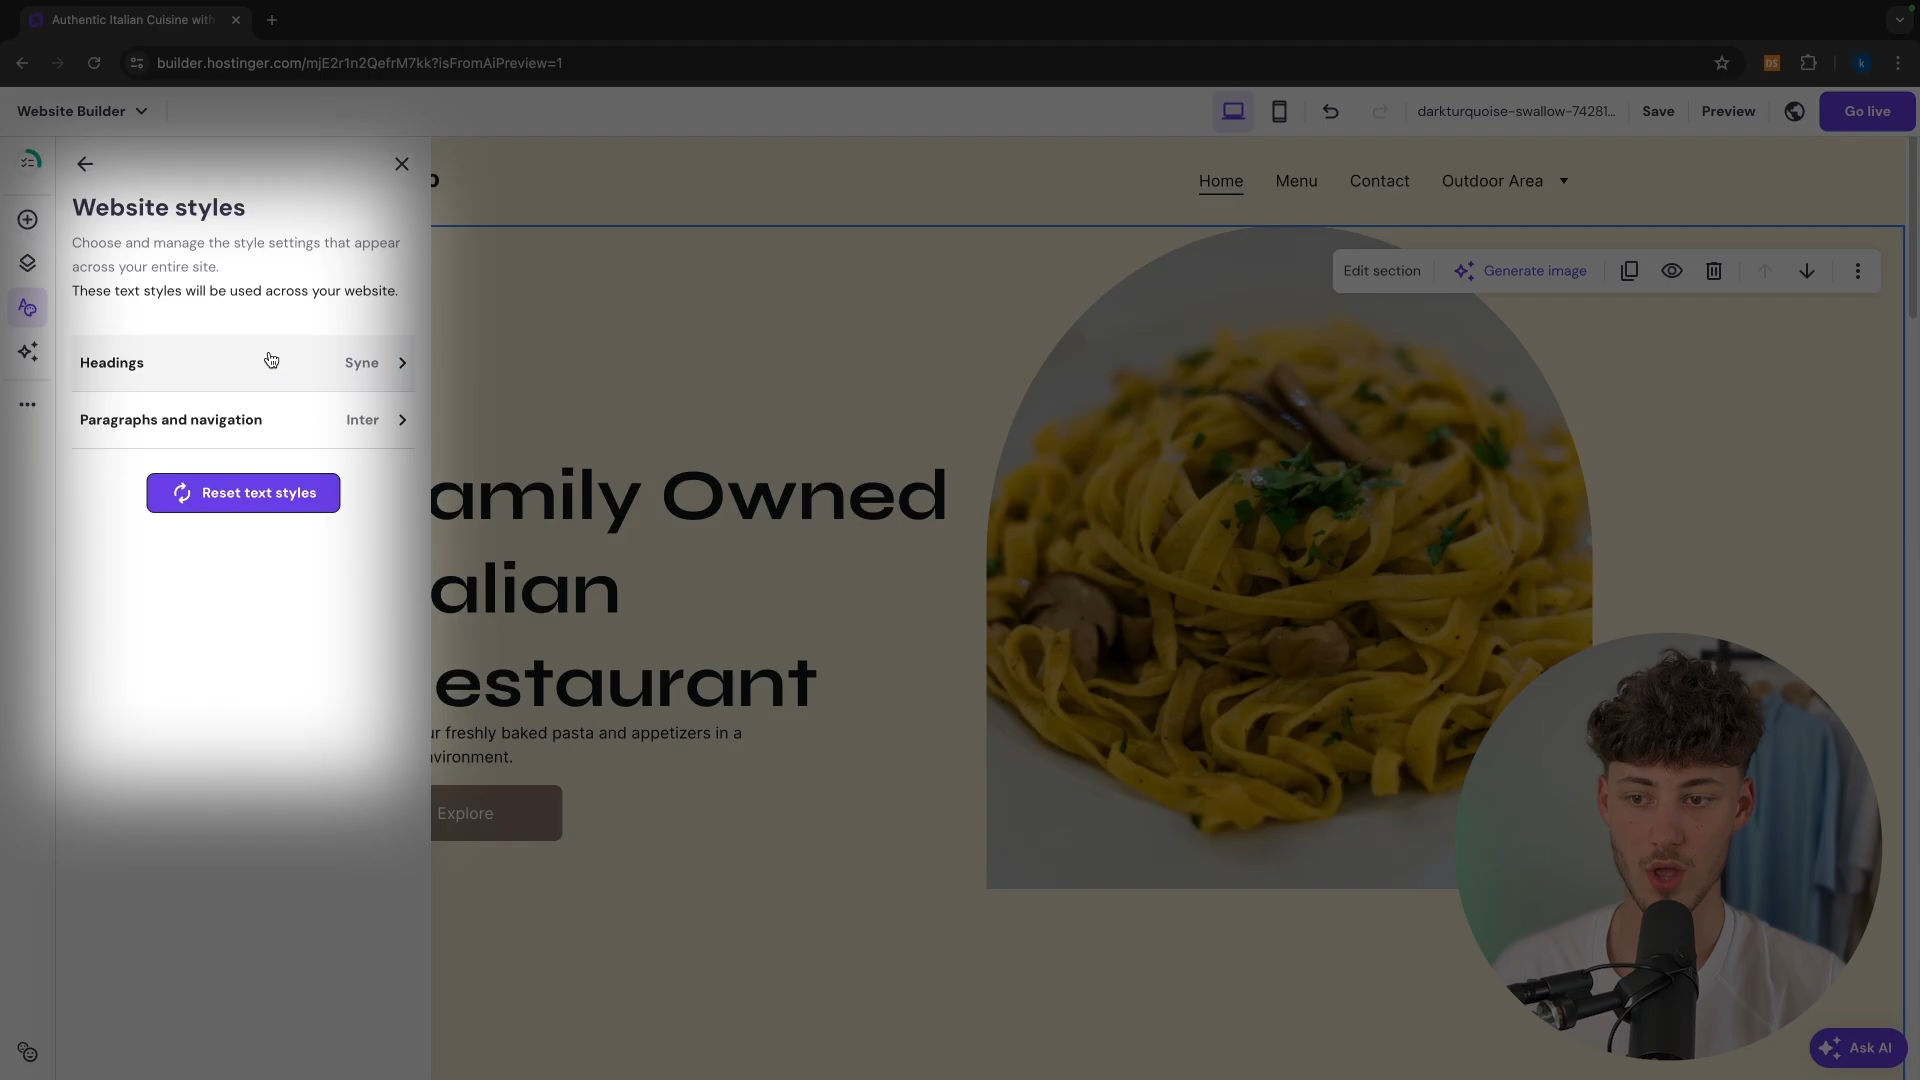 Authentic Italian Cuisine with
builder.hostinger.com/mjE2r1n2QefrM7kk?isFromAiPreview=1
DS
k
Website Builder
darkturquoise-swallow-74281...
Save
Preview
Go live
Website styles
Choose and manage the style settings that appear
across your entire site.
These text styles will be used across your website.
Headings
Syne
Paragraphs and navigation
Inter
Reset text styles
Home
Menu
Contact
Outdoor Area
Edit section
Generate image
amily Owned
alian
estaurant
ur freshly baked pasta and appetizers in a
vironment.
Explore
Ask AI